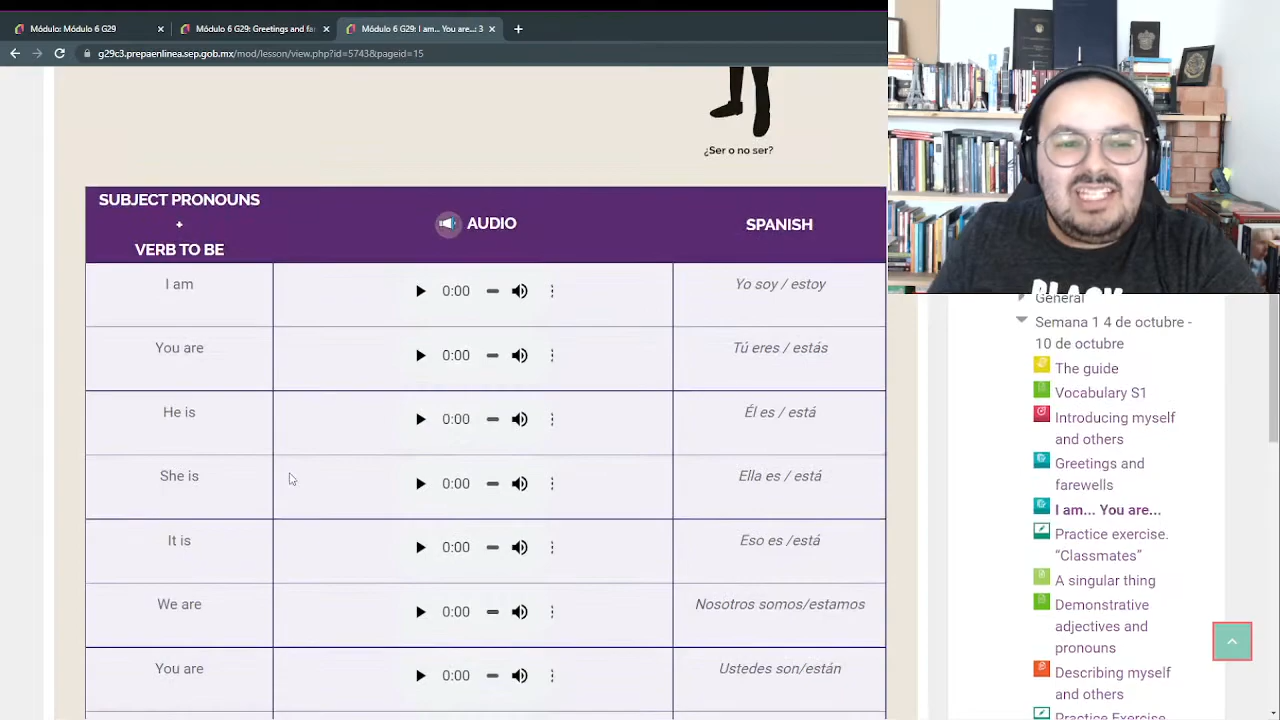 Módulo: Módulo 6 G29
Módulo 6 G29: Greetings and fa
Módulo 6 G29: I am... You are...: 3
g29c3.prepaenlinea.sep.gob.mx/mod/lesson/view.php?id=5743&pageid=15
¿Ser o no ser?
SUBJECT PRONOUNS
+
VERB TO BE
AUDIO
SPANISH
I am
0:00
Yo soy / estoy
You are
0:00
Tú eres / estás
He is
0:00
Él es / está
She is
0:00
Ella es / está
It is
0:00
Eso es /está
We are
0:00
Nosotros somos/estamos
You are
0:00
Ustedes son/están
BLACK
General
Semana 1 4 de octubre -
10 de octubre
The guide
Vocabulary S1
Introducing myself
and others
Greetings and
farewells
I am... You are...
Practice exercise.
“Classmates”
A singular thing
Demonstrative
adjectives and
pronouns
Describing myself
and others
Practice Exercise